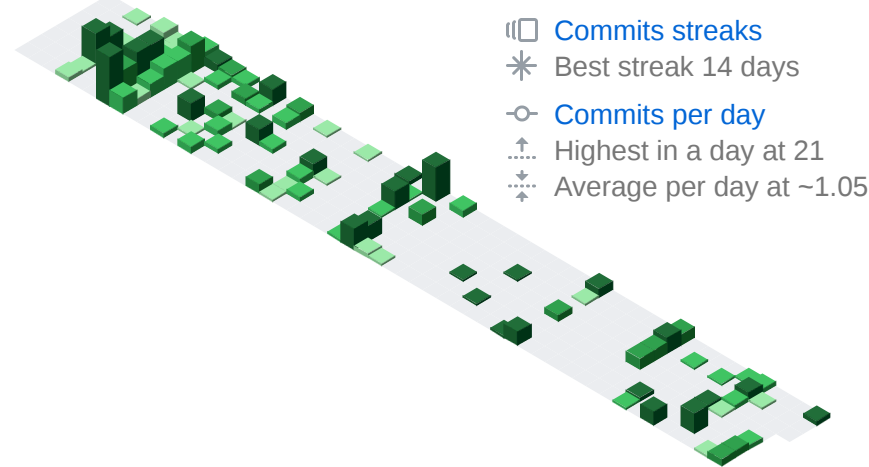 Commits streaks
Best streak 14 days
Commits per day
Highest in a day at 21
Average per day at ~1.05